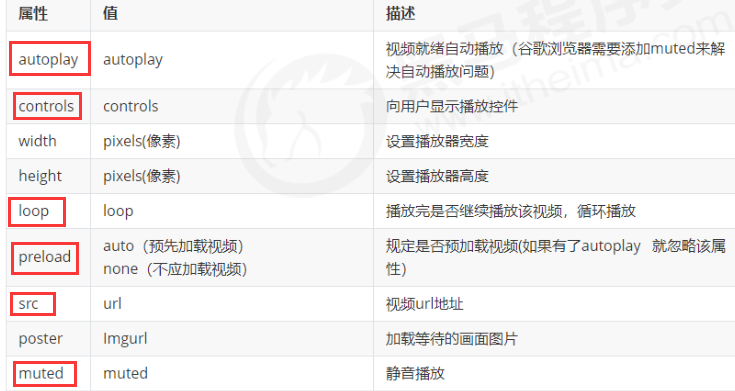 属性 值 描述
autoplay autoplay 视频就绪自动播放（谷歌浏览器需要添加muted来解
决自动播放问题）
controls controls 向用户显示播放控件
width pixels(像素) 设置播放器宽度
height pixels(像素) 设置播放器高度
loop loop 播放完是否继续播放该视频，循环播放
preload auto（预先加载视频）
none（不应加载视频） 规定是否预加载视频(如果有了autoplay 就忽略该属
性）
src url 视频url地址
poster Imgurl 加载等待的画面图片
muted muted 静音播放
黑马程序
www.itheima.com